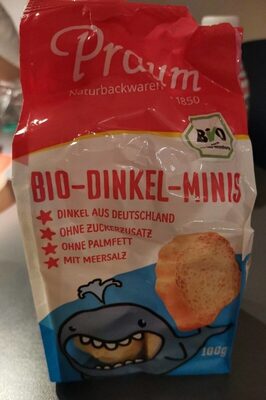 Praum
Naturbackwaren
1850
BIO
BIO-DINKEL-MINIS
DINKEL AUS DEUTSCHLAND
OHNE ZUCKERZUSATZ
OHNE PALMFETT
MIT MEERSALZ
100g